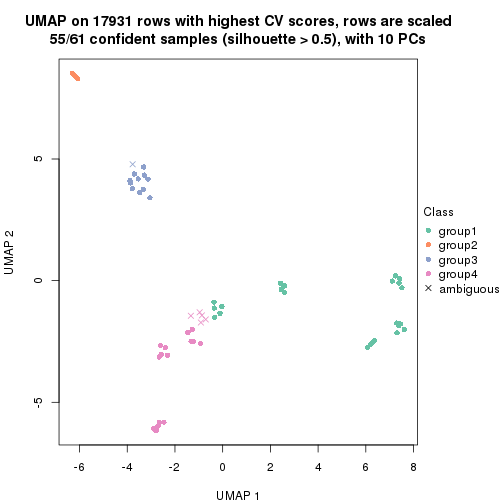 UMAP on 17931 rows with highest CV scores, rows are scaled
55/61 confident samples (silhouette > 0.5), with 10 PCs
5
0
-5
UMAP 2
-6
-4
-2
0
2
4
6
8
UMAP 1
Class
group1
group2
group3
group4
ambiguous